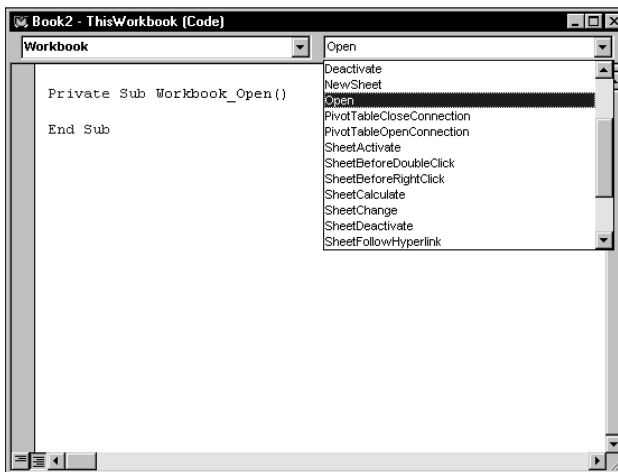 Book2 - ThisWorkbook (Code)
Workbook
Open
Deactivate
NewSheet
Open
PivotTableCloseConnection
PivotTableOpenConnection
SheetActivate
SheetBeforeDoubleClick
SheetBeforeRightClick
SheetCalculate
SheetChange
SheetDeactivate
SheetFollowHyperlink
Private Sub Workbook_Open()
End Sub